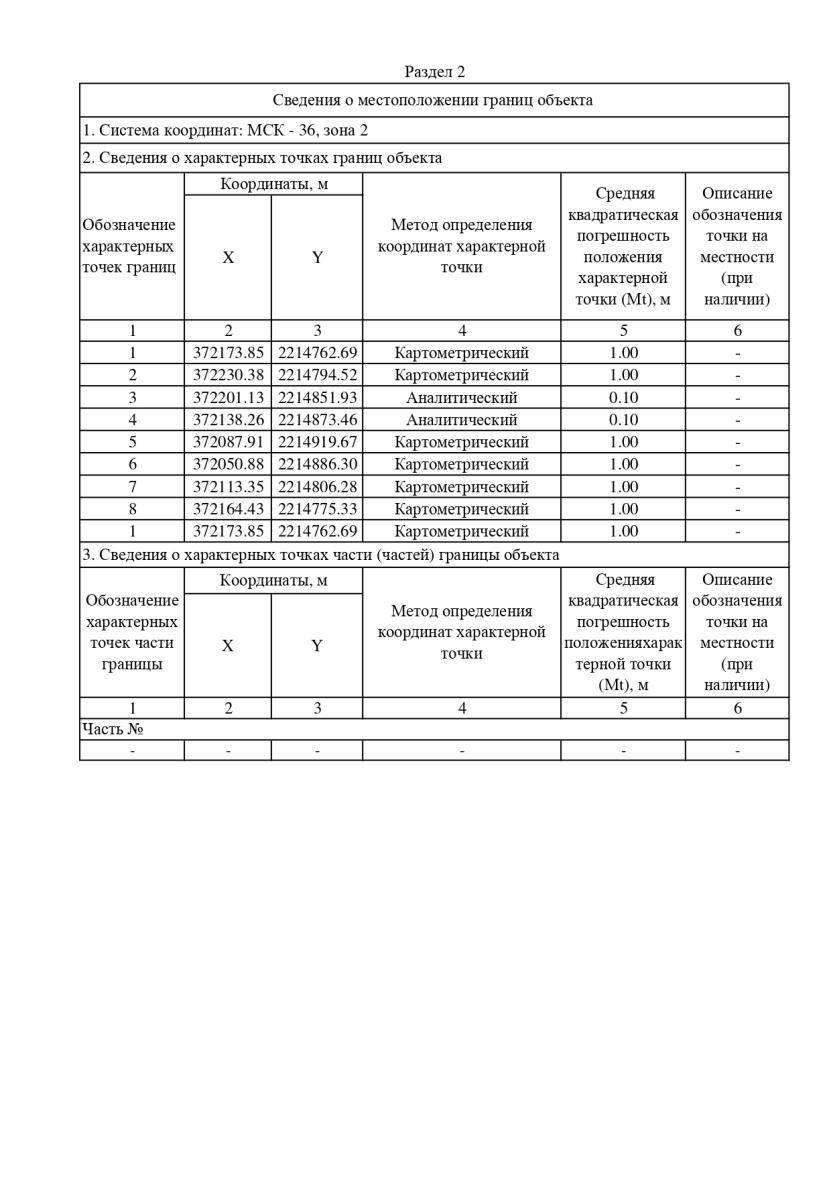 Раздел 2
Сведения о местоположении границ объекта
1. Система координат: МСК - 36, зона 2
2. Сведения о характерных точках границ объекта
Обозначение
характерных
точек границ
Координаты, м
X
Y
Метод определения
координат характерной
точки
Средняя
квадратическая
погрешность
положения
характерной
точки (Mt), м
Описание
обозначения
точки на
местности
(при
наличии)
1 2 3 4 5 6
1 372173.85 2214762.69 Картометрический 1.00 -
2 372230.38 2214794.52 Картометрический 1.00 -
3 372201.13 2214851.93 Аналитический 0.10 -
4 372138.26 2214873.46 Аналитический 0.10 -
5 372087.91 2214919.67 Картометрический 1.00 -
6 372050.88 2214886.30 Картометрический 1.00 -
7 372113.35 2214806.28 Картометрический 1.00 -
8 372164.43 2214775.33 Картометрический 1.00 -
1 372173.85 2214762.69 Картометрический 1.00 -
3. Сведения о характерных точках части (частей) границы объекта
Обозначение
характерных
точек части
границы
Координаты, м
X
Y
Метод определения
координат характерной
точки
Средняя
квадратическая
погрешность
положенияхарак
терной точки
(Mt), м
Описание
обозначения
точки на
местности
(при
наличии)
1 2 3 4 5 6
Часть №
- - - - - -